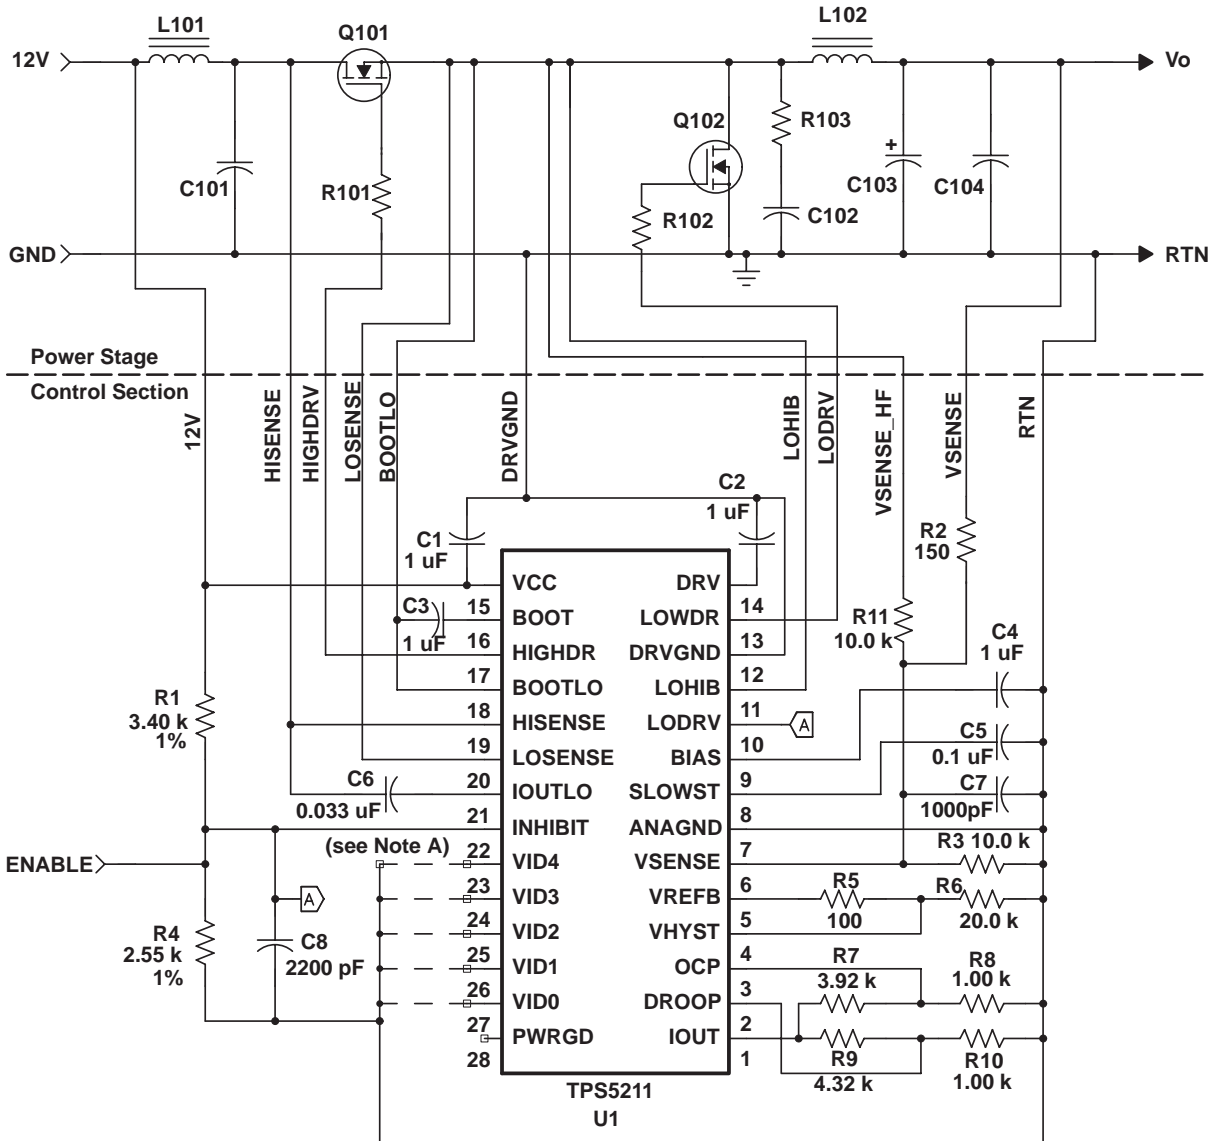 L101
Q101
L102
12V
Vo
R103
Q102
C101
R101
C103
C104
+
R102
C102
GND
RTN
Power Stage
Control Section
12V
HISENSE
HIGHDRV
LOSENSE
BOOTLO
DRVGND
LOHIB
LODRV
VSENSE_HF
VSENSE
RTN
C2
1 uF
C1
1 uF
R2
150
VCC
DRV
C3
1 uF
15
BOOT
LOWDR
14
R11
10.0 k
C4
1 uF
16
HIGHDR
DRVGND
13
17
BOOTLO
LOHIB
12
R1
3.40 k
1%
18
HISENSE
LODRV
11
A
19
LOSENSE
BIAS
10
C5
0.1 uF
C6
0.033 uF
20
IOUTLO
SLOWST
9
C7
1000pF
21
INHIBIT
ANAGND
8
(see Note A)
R3 10.0 k
ENABLE
22
VID4
VSENSE
7
A
23
VID3
VREFB
6
R5
100
R6
20.0 k
R4
2.55 k
1%
C8
2200 pF
24
VID2
VHYST
5
25
VID1
OCP
4
R7
3.92 k
R8
1.00 k
26
VID0
DROOP
3
27
PWRGD
IOUT
2
28
1
R9
4.32 k
R10
1.00 k
TPS5211
U1